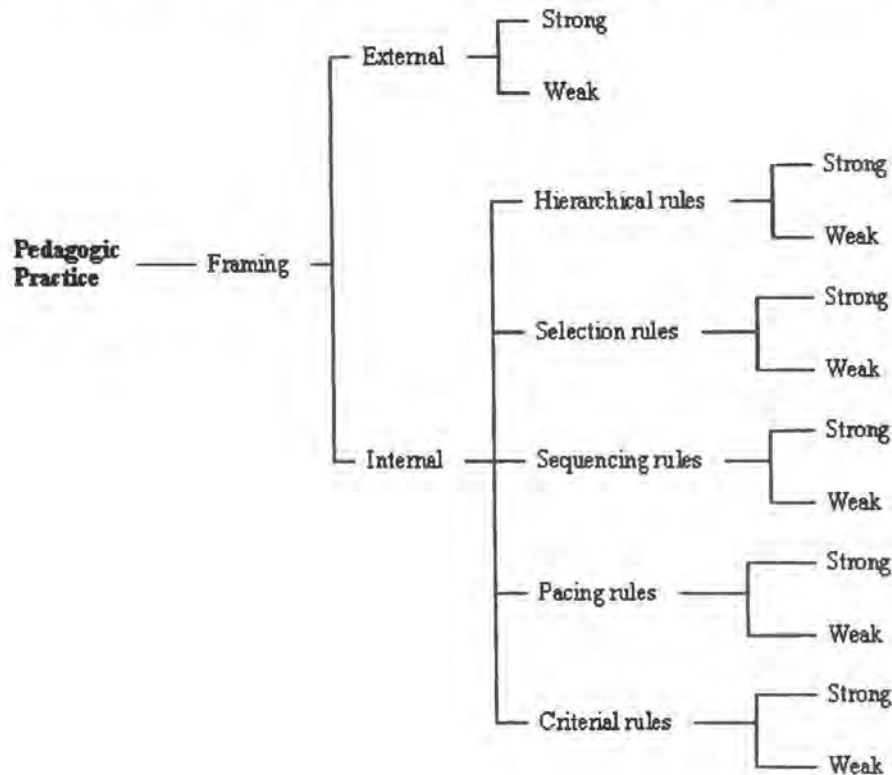 Strong
External
Weak
Strong
Hierarchical rules
Weak
Pedagogic
Practice
Framing
Strong
Selection rules
Weak
Strong
Internal
Sequencing rules
Weak
Strong
Pacing rules
Weak
Strong
Criterial rules
Weak